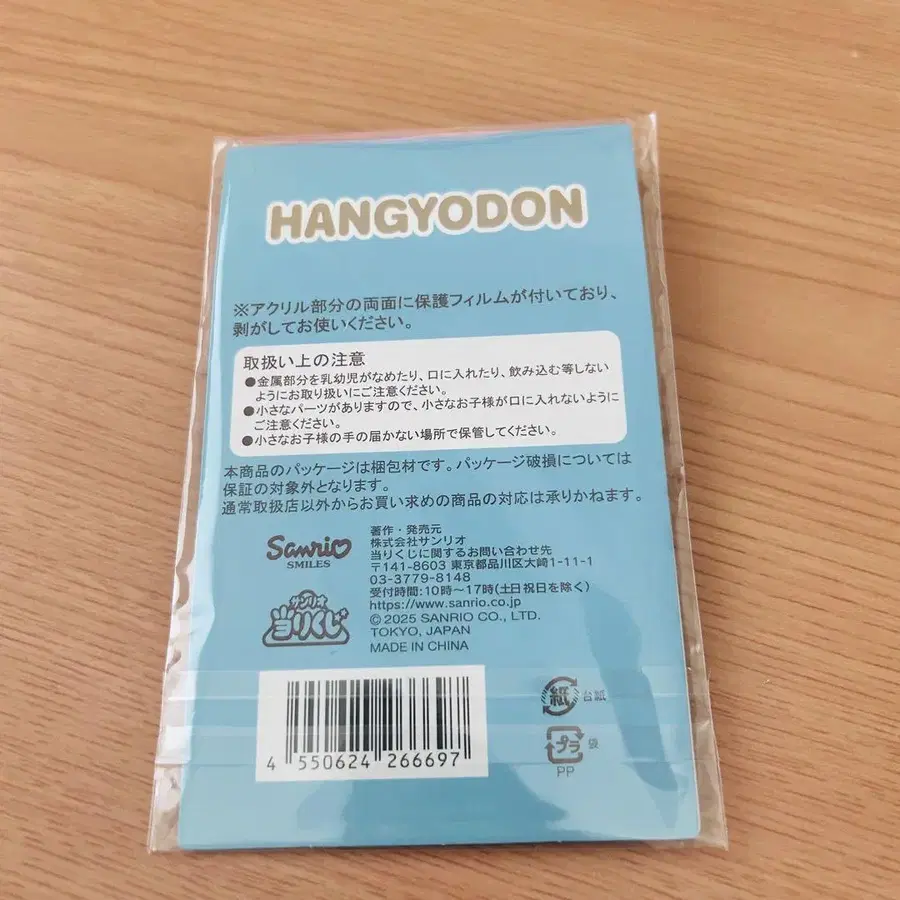 HANGYODON
※アクリル部分の両面に保護フィルムが付いており、
剥がしてお使いください。
取扱い上の注意
●金属部分を乳幼児がなめたり、口に入れたり、飲み込む等しない
ようにお取り扱いにご注意ください。
●小さなパーツがありますので、小さなお子様が口に入れないように
ご注意ください。
●小さなお子様の手の届かない場所で保管してください。
本商品のパッケージは梱包材です。パッケージ破損については
保証の対象外となります。
通常取扱店以外からお買い求めの商品の対応は承りかねます。
Sanrio
SMILES
サンリオ
当りくじ
著作・発売元
株式会社サンリオ
当りくじに関するお問い合わせ先
〒141-8603 東京都品川区大崎1-11-1
03-3779-8148
受付時間:10時～17時(土日祝日を除く)
https://www.sanrio.co.jp
© 2025 SANRIO CO., LTD.
TOKYO, JAPAN
MADE IN CHINA
4 550624 266697
紙 台紙
プラ 袋
PP